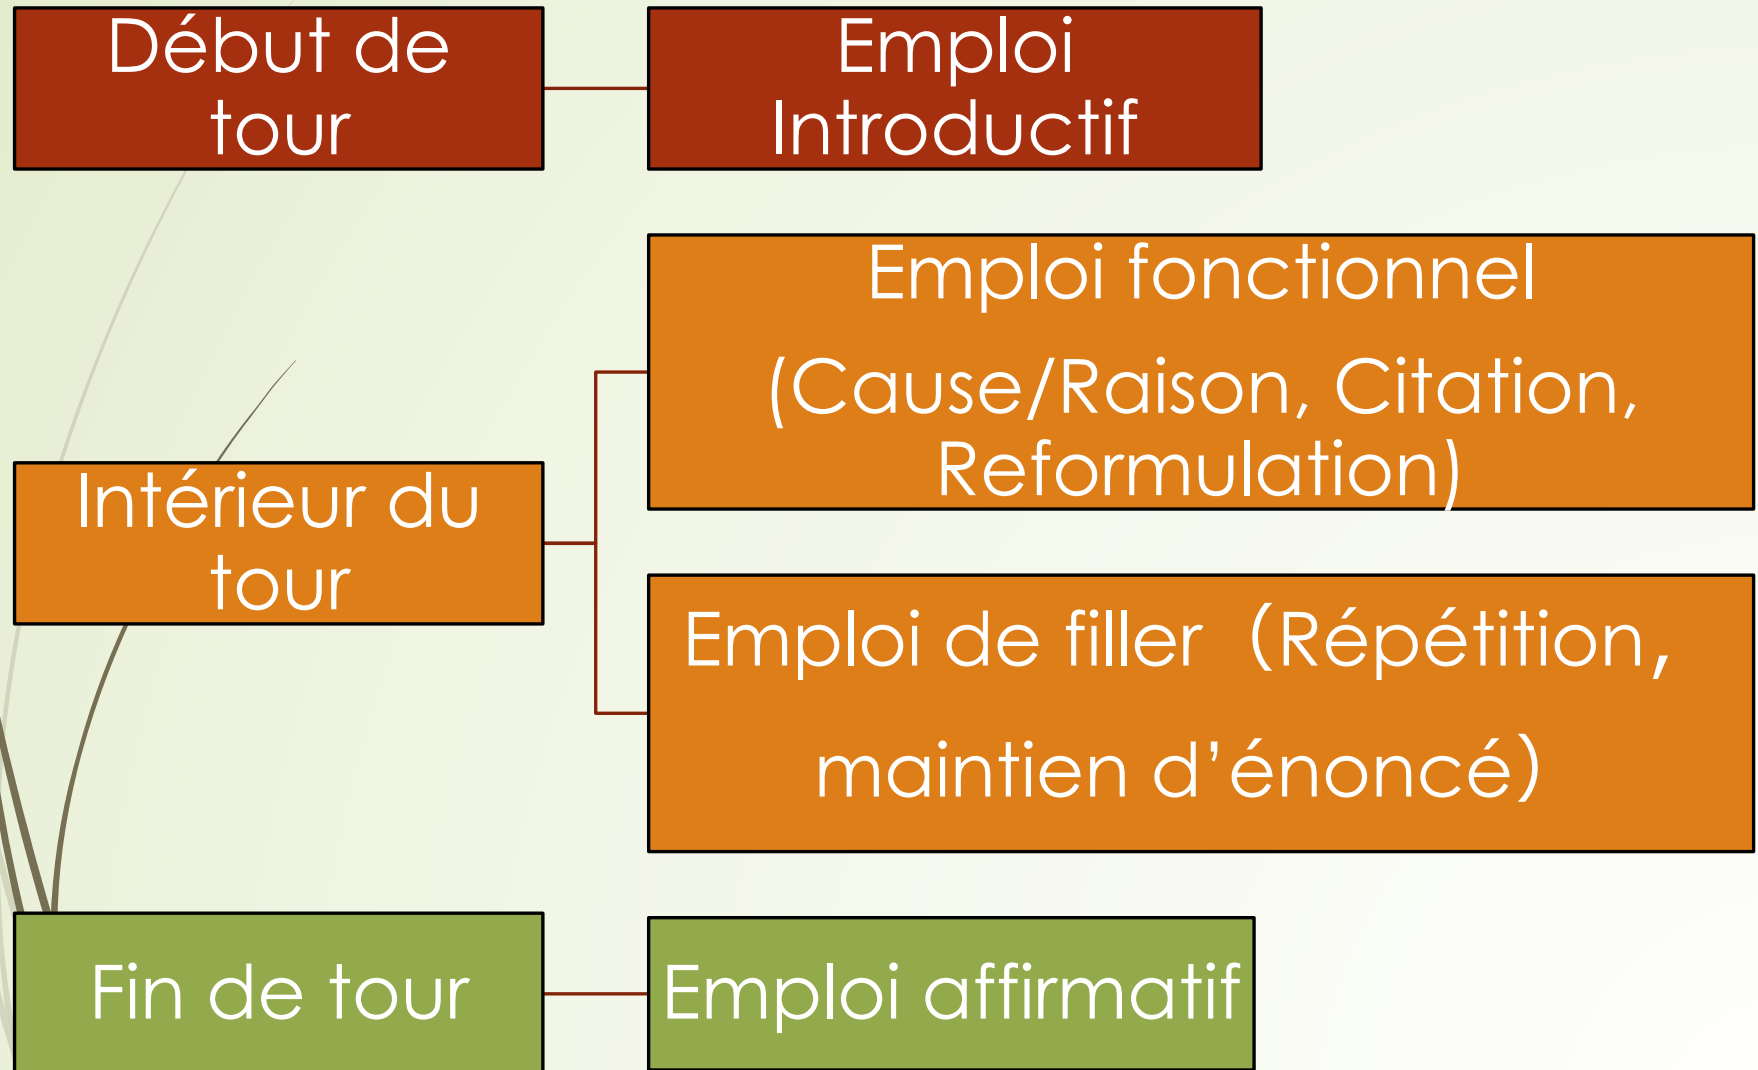 Début de
tour
Emploi
Introductif
Emploi fonctionnel
(Cause/Raison, Citation,
Reformulation)
Intérieur du
tour
Emploi de filler（Répétition,
maintien d’énoncé）
Fin de tour
Emploi affirmatif